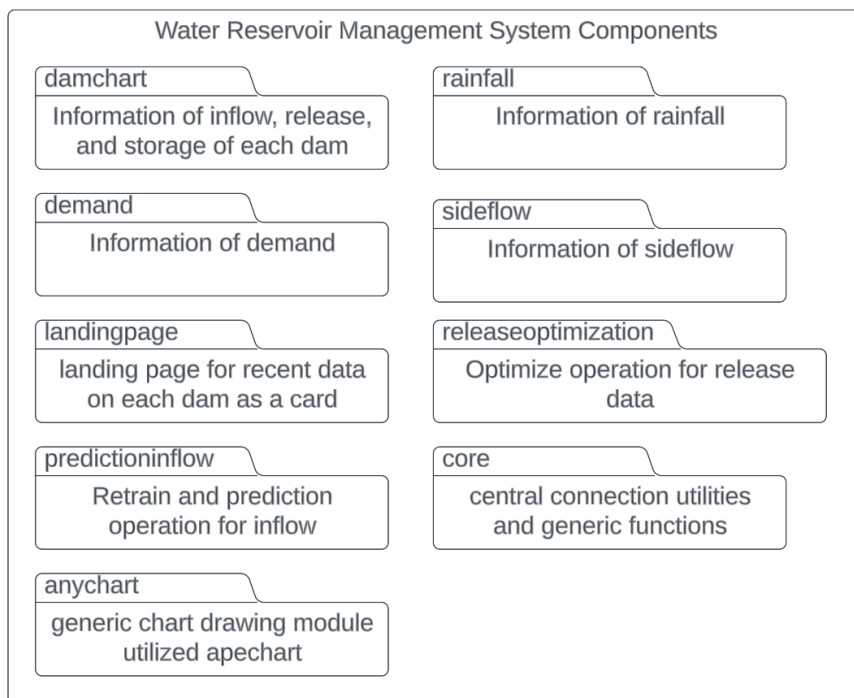 Water Reservoir Management System Components
damchart
Information of inflow, release,
and storage of each dam
rainfall
Information of rainfall
demand
Information of demand
sideflow
Information of sideflow
landingpage
landing page for recent data
on each dam as a card
releaseoptimization
Optimize operation for release
data
predictioninflow
Retrain and prediction
operation for inflow
core
central connection utilities
and generic functions
anychart
generic chart drawing module
utilized apechart